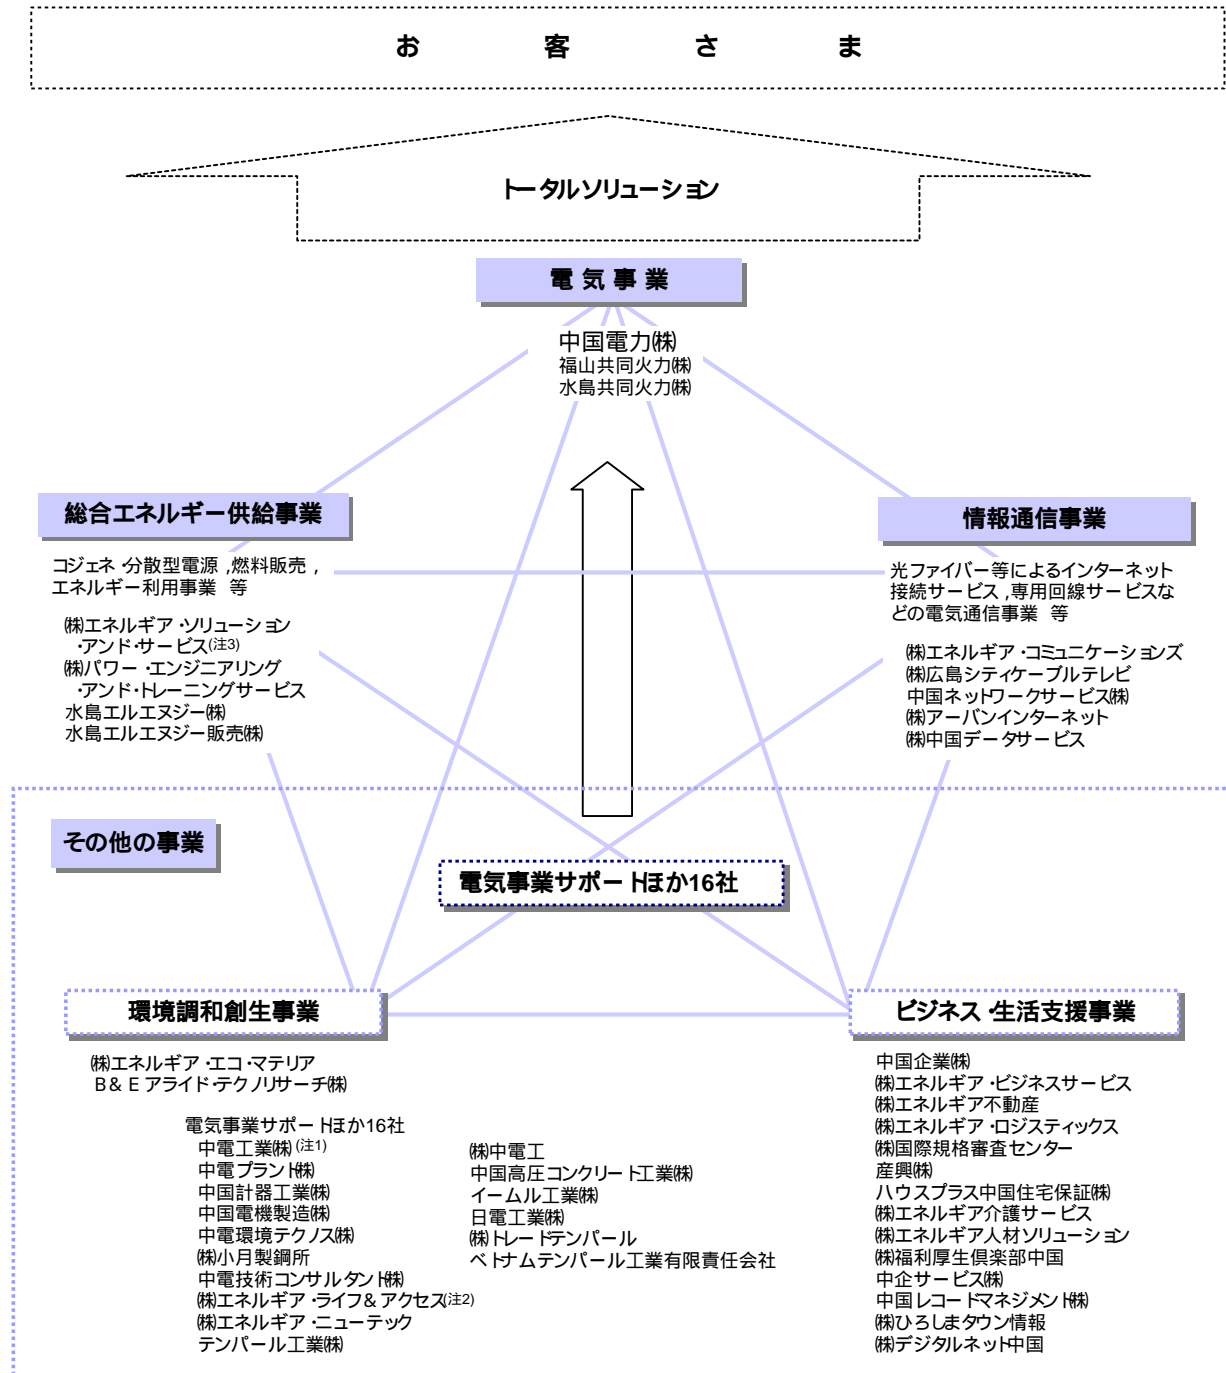 お客さま
トータルソリューション
電気事業
中国電力㈱
福山共同火力㈱
水島共同火力㈱
総合エネルギー供給事業
コジェネ・分散型電源,燃料販売,
エネルギー利用事業 等
㈱エネルギア・ソリューション
・アンド・サービス(注3)
㈱パワー・エンジニアリング
・アンド・トレーニングサービス
水島エルエヌジー㈱
水島エルエヌジー販売㈱
情報通信事業
光ファイバー等によるインターネット
接続サービス,専用回線サービスな
どの電気通信事業 等
㈱エネルギア・コミュニケーションズ
㈱広島シティケーブルテレビ
中国ネットワークサービス㈱
㈱アーバンインターネット
㈱中国データサービス
その他の事業
電気事業サポートほか16社
環境調和創生事業
㈱エネルギア・エコ・マテリア
B&Eアライド・テクノリサーチ㈱
電気事業サポートほか16社
中電工業㈱(注1)
中電プラント㈱
中国計器工業㈱
中国電機製造㈱
中電環境テクノス㈱
㈱小月製鋼所
中電技術コンサルタント㈱
㈱エネルギア・ライフ&アクセス(注2)
㈱エネルギア・ニューテック
テンパール工業㈱
㈱中電工
中国高圧コンクリート工業㈱
イームル工業㈱
日電工業㈱
㈱トレードテンパール
ベトナムテンパール工業有限責任会社
ビジネス・生活支援事業
中国企業㈱
㈱エネルギア・ビジネスサービス
㈱エネルギア不動産
㈱エネルギア・ロジスティックス
㈱国際規格審査センター
産興㈱
ハウスプラス中国住宅保証㈱
㈱エネルギア介護サービス
㈱エネルギア人材ソリューション
㈱福利厚生倶楽部中国
中企サービス㈱
中国レコードマネジメント㈱
㈱ひろしまタウン情報
㈱デジタルネット中国